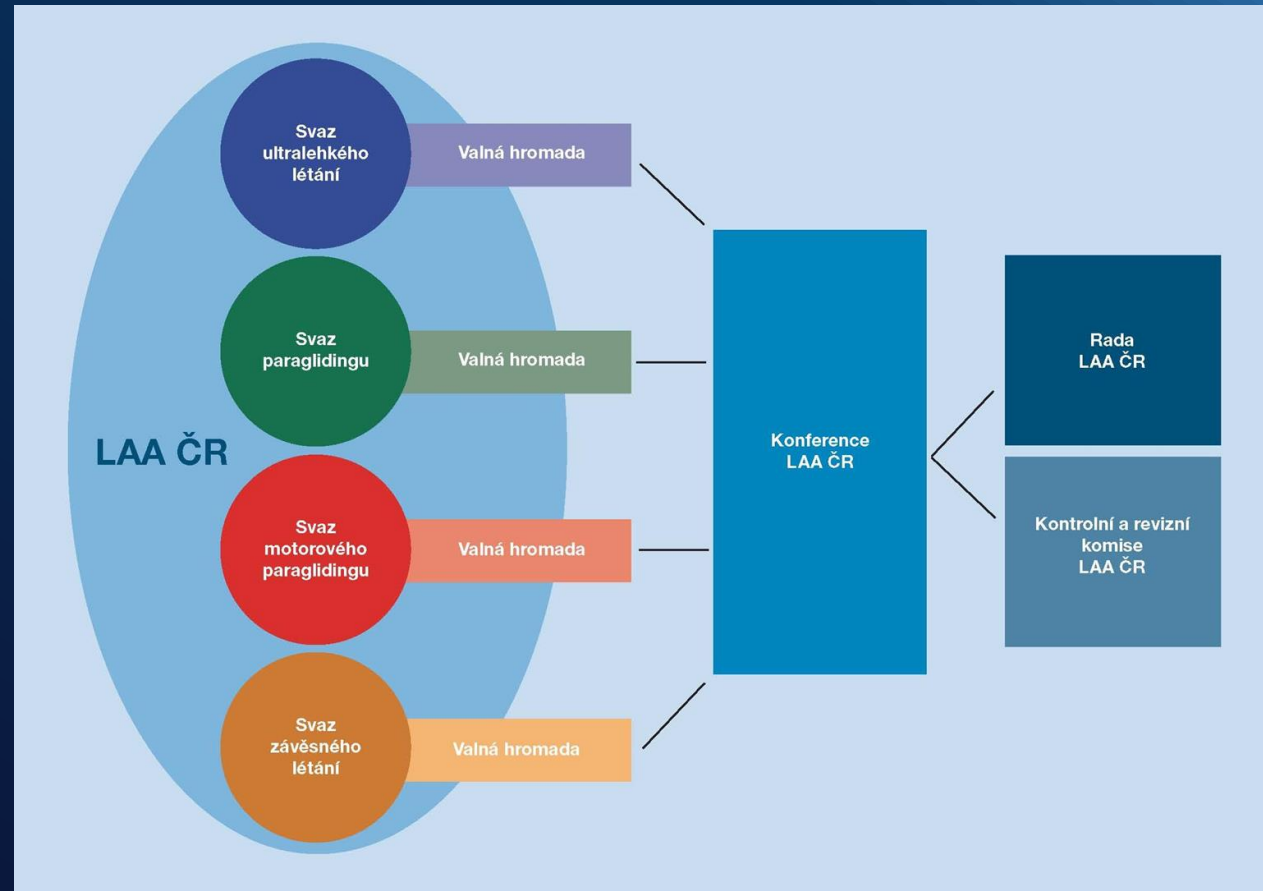 LAA ČR
Svaz
ultralehkého
létání
Valná hromada
Svaz
paraglidingu
Valná hromada
Svaz
motorového
paraglidingu
Valná hromada
Svaz
závěsného
létání
Valná hromada
Konference
LAA ČR
Rada
LAA ČR
Kontrolní a revizní
komise
LAA ČR